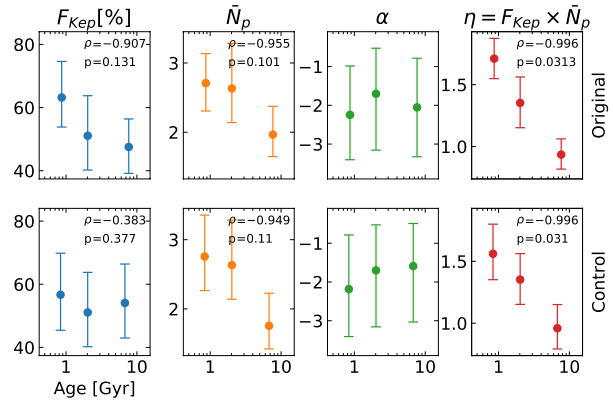 F_Kep[%] N̄_p α η = F_Kep × N̄_p
ρ=−0.907
p=0.131
ρ=−0.955
p=0.101
ρ=−0.996
p=0.0313
80
60
40
3
2
−1
−2
−3
1.5
1.0
Original
ρ=−0.383
p=0.377
ρ=−0.949
p=0.11
ρ=−0.996
p=0.031
80
60
40
3
2
−1
−2
−3
1.5
1.0
Control
1 10 1 10 1 10 1 10
Age [Gyr]